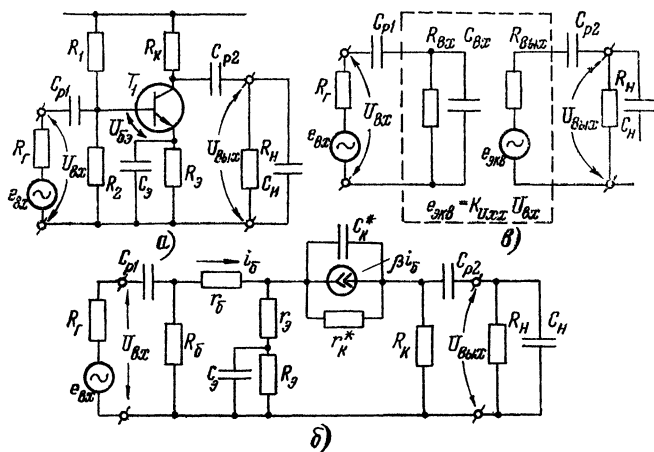 R₁
Rк
Cр2
Cр1
T₁
Uбэ
Rг
Uвх
R₂
Cэ
Rэ
Uвых
Rн
Cн
eвх
а)
Cр1
Rвх
Cвх
Rвых
Cр2
Rг
Uвх
eвх
eэкв
Uвых
Rн
Cн
eэкв=Kuхх Uвх
в)
Cр1
iб
rб
Cк*
βiб
rк*
Cр2
Rг
Uвх
Rб
rэ
Cэ
Rэ
Rк
Uвых
Rн
Cн
eвх
б)